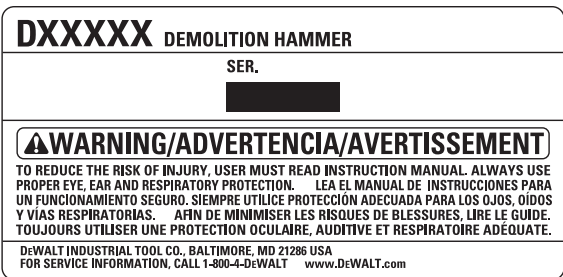 DXXXXX DEMOLITION HAMMER
SER.
WARNING/ADVERTENCIA/AVERTISSEMENT
TO REDUCE THE RISK OF INJURY, USER MUST READ INSTRUCTION MANUAL. ALWAYS USE
PROPER EYE, EAR AND RESPIRATORY PROTECTION. LEA EL MANUAL DE INSTRUCCIONES PARA
UN FUNCIONAMIENTO SEGURO. SIEMPRE UTILICE PROTECCIÓN ADECUADA PARA LOS OJOS, OÍDOS
Y VÍAS RESPIRATORIAS. AFIN DE MINIMISER LES RISQUES DE BLESSURES, LIRE LE GUIDE.
TOUJOURS UTILISER UNE PROTECTION OCULAIRE, AUDITIVE ET RESPIRATOIRE ADÉQUATE.
DEWALT INDUSTRIAL TOOL CO., BALTIMORE, MD 21286 USA
FOR SERVICE INFORMATION, CALL 1-800-4-DEWALT www.DEWALT.com